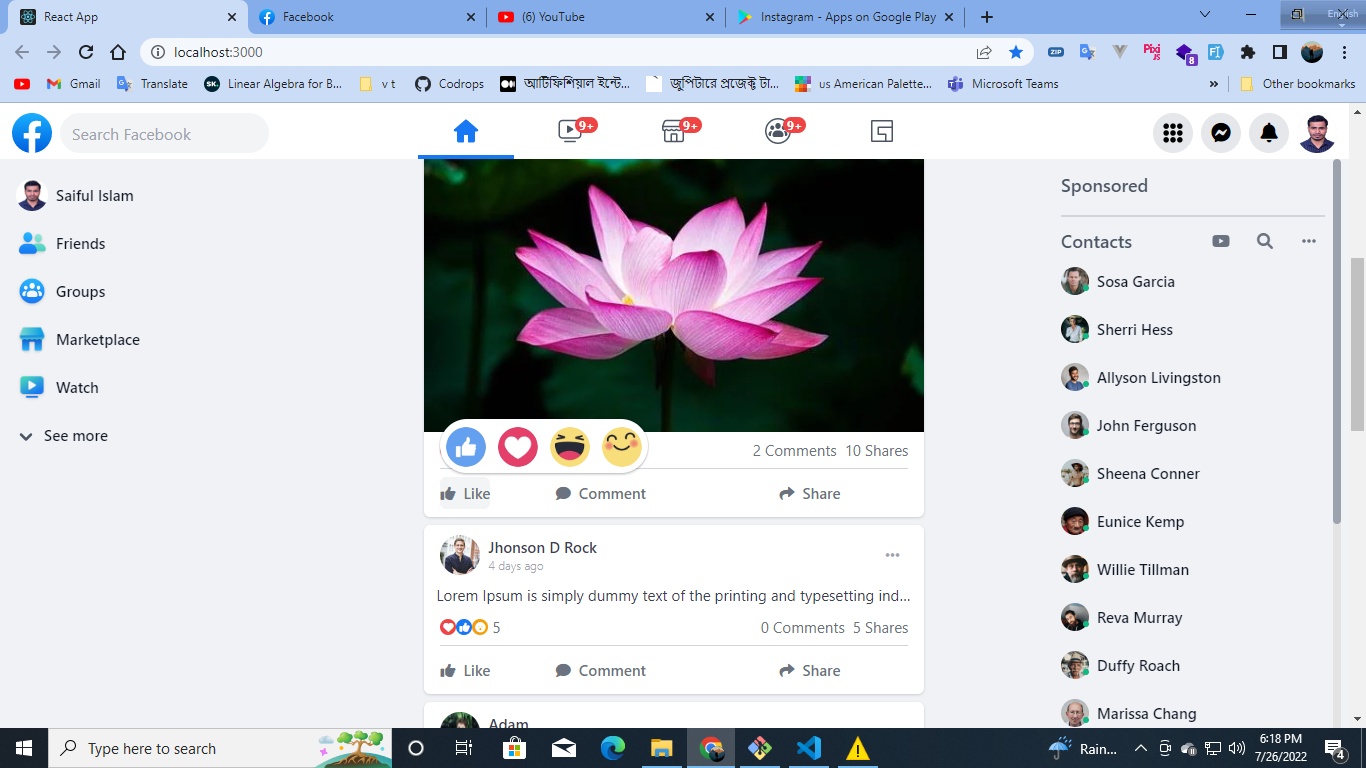 React App
Facebook
(6) YouTube
Instagram - Apps on Google Play
English
localhost:3000
ZIP
Pixi JS
8
Gmail
Translate
SK.
Linear Algebra for B...
v t
Codrops
আর্টিফিশিয়াল ইন্টে...
জুপিটারে প্রজেক্ট টা...
us American Palette...
Microsoft Teams
»
Other bookmarks
Search Facebook
9+
9+
9+
Saiful Islam
Friends
Groups
Marketplace
Watch
See more
2 Comments 10 Shares
Like Comment Share
Jhonson D Rock
4 days ago
Lorem Ipsum is simply dummy text of the printing and typesetting ind...
5 0 Comments 5 Shares
Like Comment Share
Adam
Sponsored
Contacts
Sosa Garcia
Sherri Hess
Allyson Livingston
John Ferguson
Sheena Conner
Eunice Kemp
Willie Tillman
Reva Murray
Duffy Roach
Marissa Chang
Type here to search
Rain...
6:18 PM
7/26/2022
4